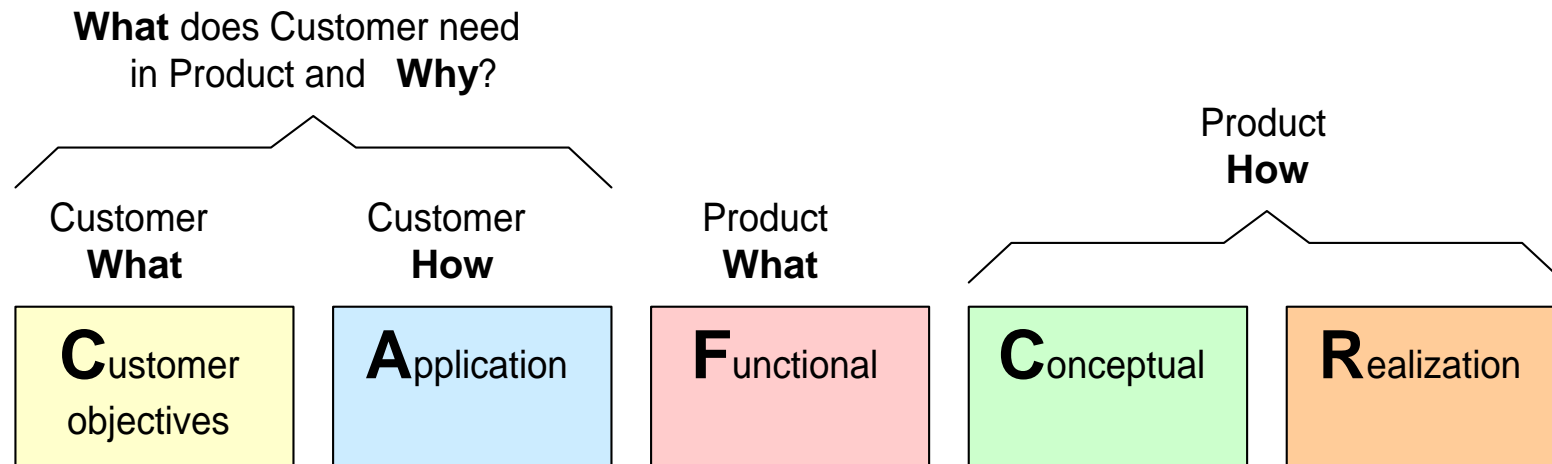 What does Customer need
in Product and Why?
Product
How
Customer
What
Customer
How
Product
What
Customer
objectives
Application
Functional
Conceptual
Realization